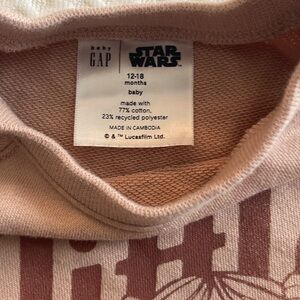 baby
GAP
STAR
WARS
12-18
months
baby
made with
77% cotton,
23% recycled polyester
MADE IN CAMBODIA
© & ™ Lucasfilm Ltd.